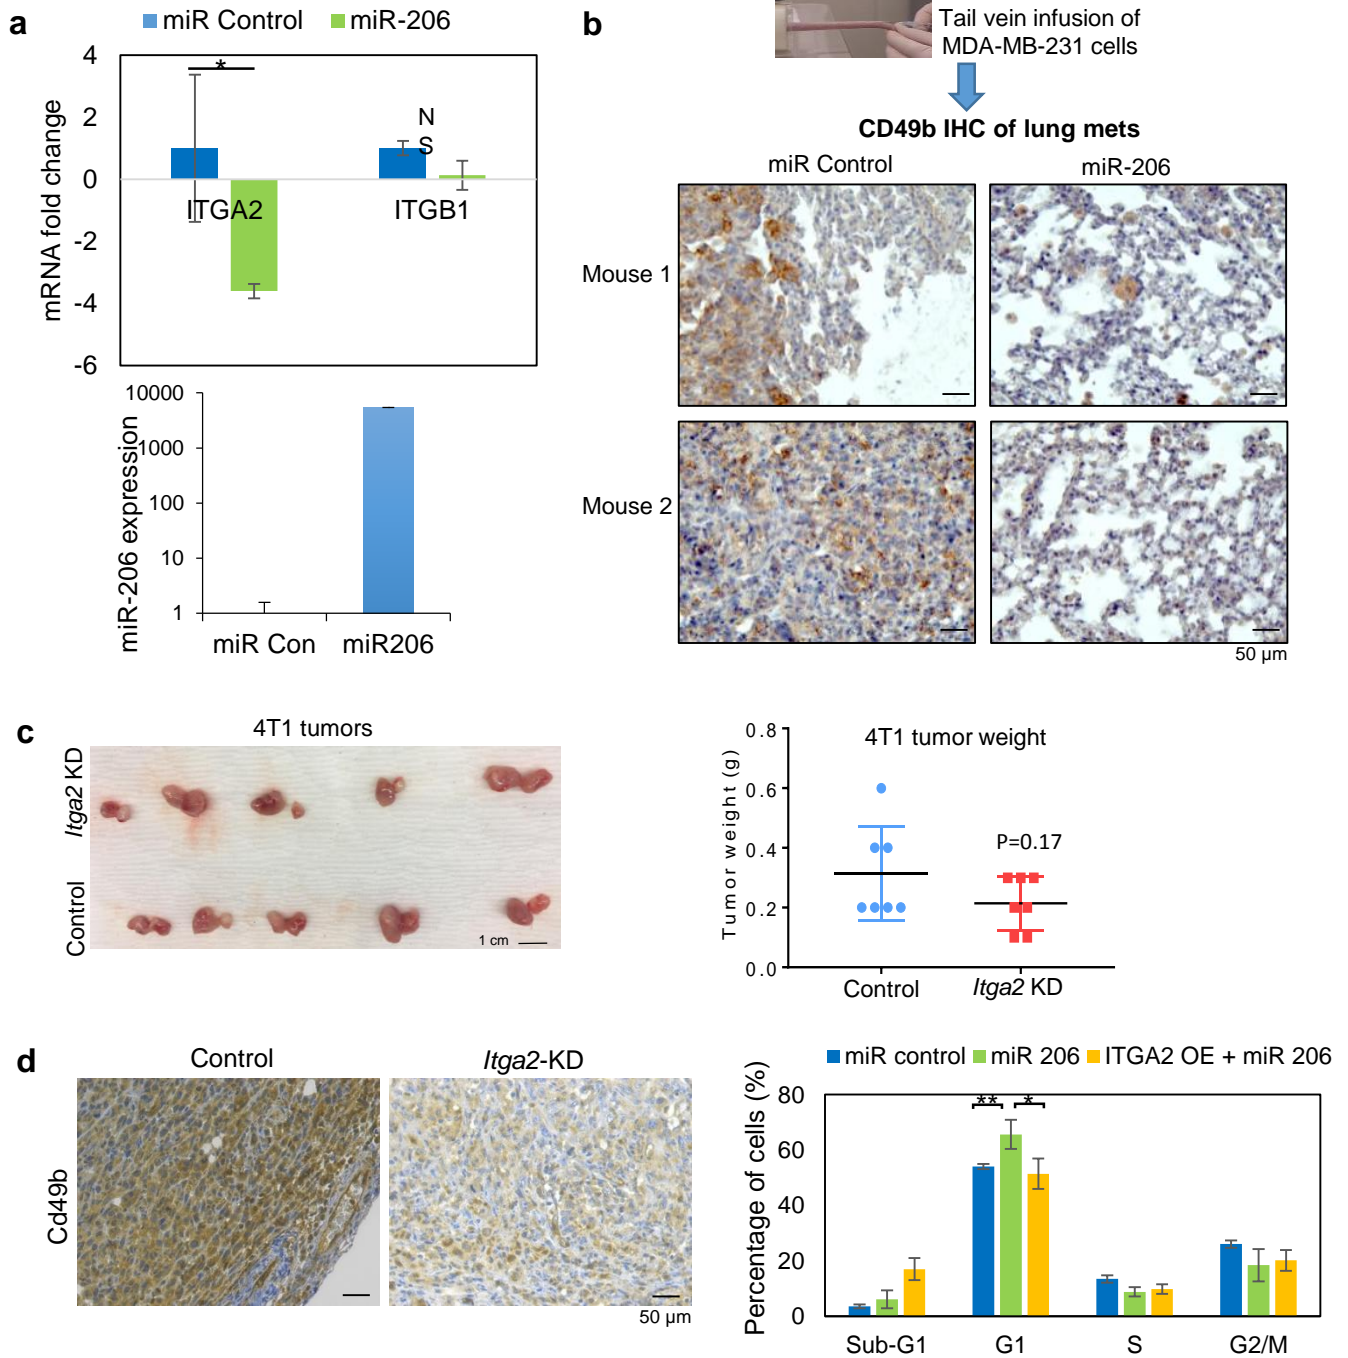 a
miR Control
miR-206
mRNA fold change
4
2
0
-2
-4
-6
*
N
S
ITGA2
ITGB1
miR-206 expression
10000
1000
100
10
1
miR Con
miR206
b
Tail vein infusion of
MDA-MB-231 cells
CD49b IHC of lung mets
miR Control
miR-206
Mouse 1
Mouse 2
50 µm
c
4T1 tumors
Itga2 KD
Control
1 cm
4T1 tumor weight
Tumor weight (g)
0.8
0.6
0.4
0.2
0.0
P=0.17
Control
Itga2 KD
d
Control
Itga2-KD
Cd49b
50 µm
miR control
miR 206
ITGA2 OE + miR 206
Percentage of cells (%)
80
60
40
20
0
**
*
Sub-G1
G1
S
G2/M